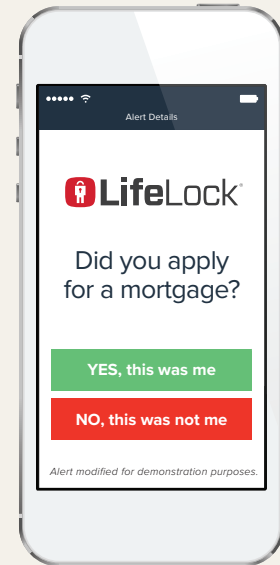 Alert Details
LifeLock®
Did you apply
for a mortgage?
YES, this was me
NO, this was not me
Alert modified for demonstration purposes.